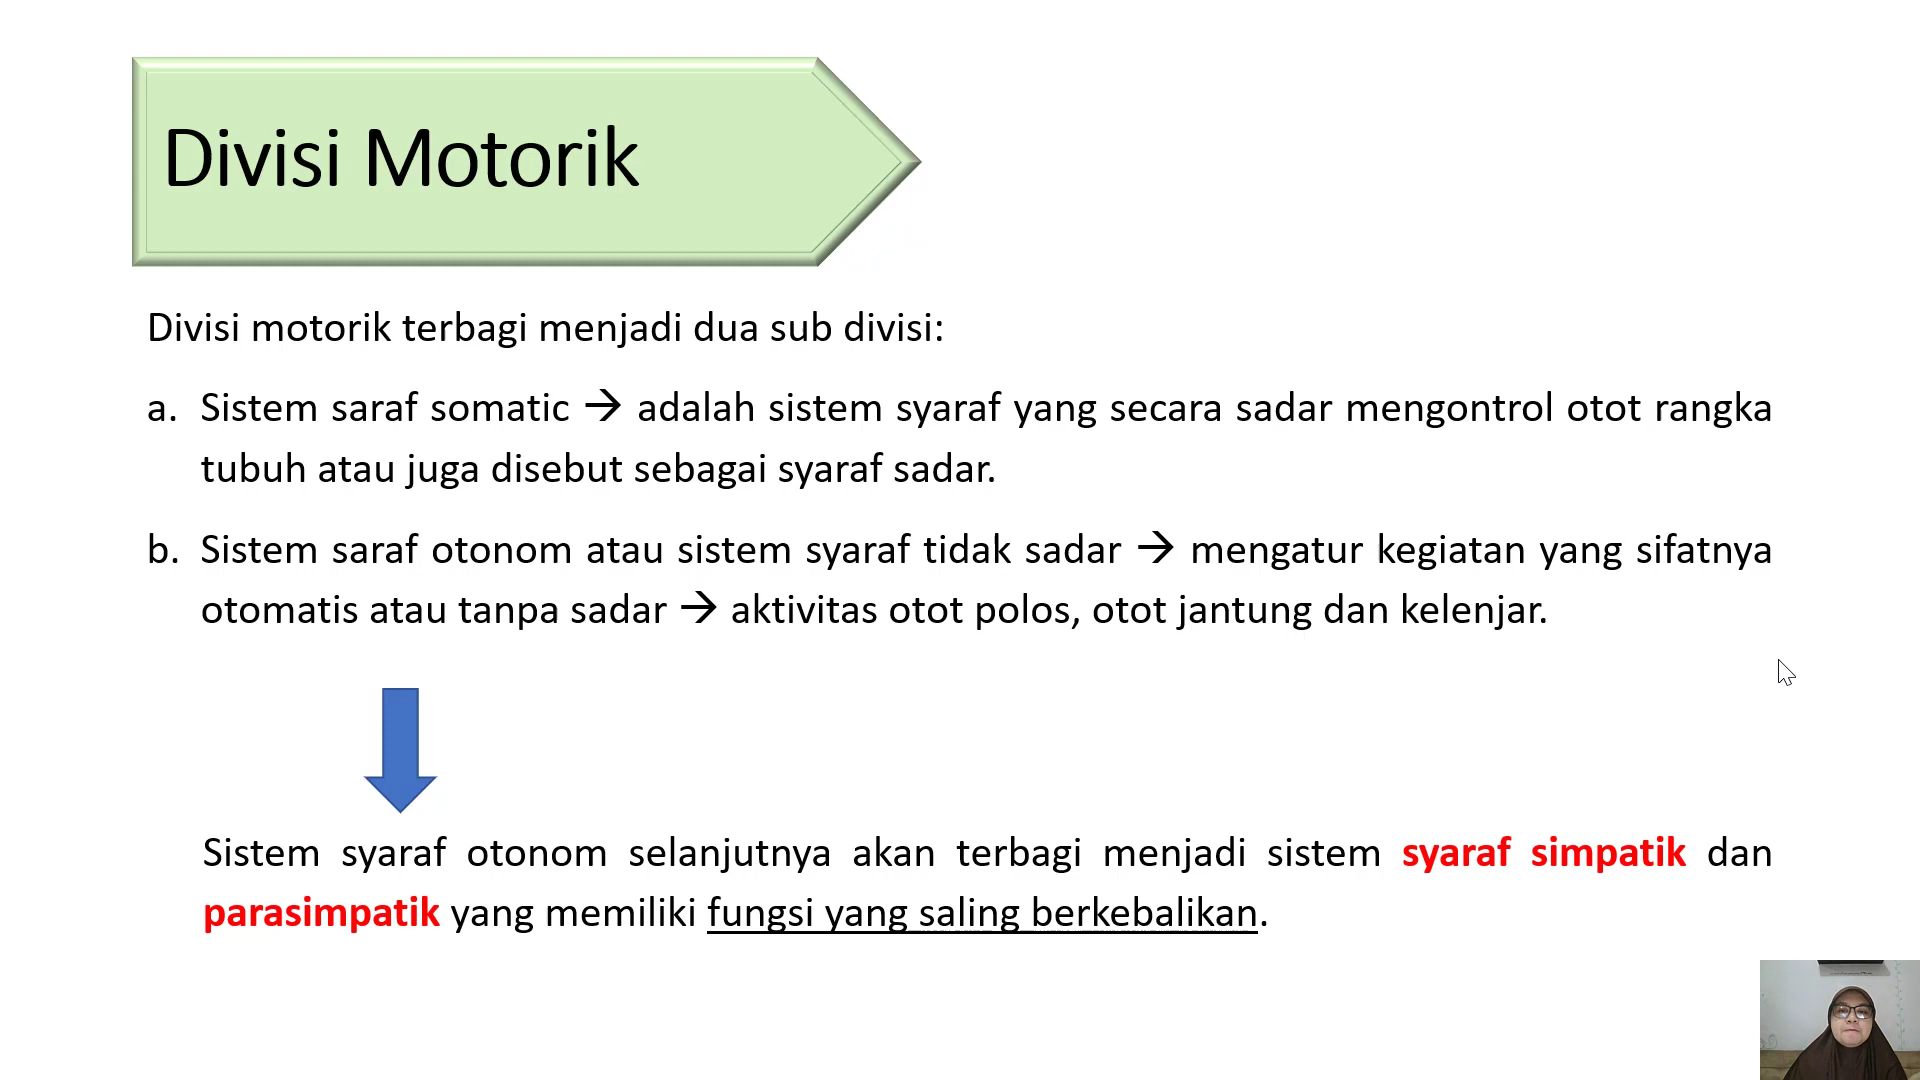 Divisi Motorik
Divisi motorik terbagi menjadi dua sub divisi:
a. Sistem saraf somatic → adalah sistem syaraf yang secara sadar mengontrol otot rangka
tubuh atau juga disebut sebagai syaraf sadar.
b. Sistem saraf otonom atau sistem syaraf tidak sadar → mengatur kegiatan yang sifatnya
otomatis atau tanpa sadar → aktivitas otot polos, otot jantung dan kelenjar.
Sistem syaraf otonom selanjutnya akan terbagi menjadi sistem syaraf simpatik dan
parasimpatik yang memiliki fungsi yang saling berkebalikan.